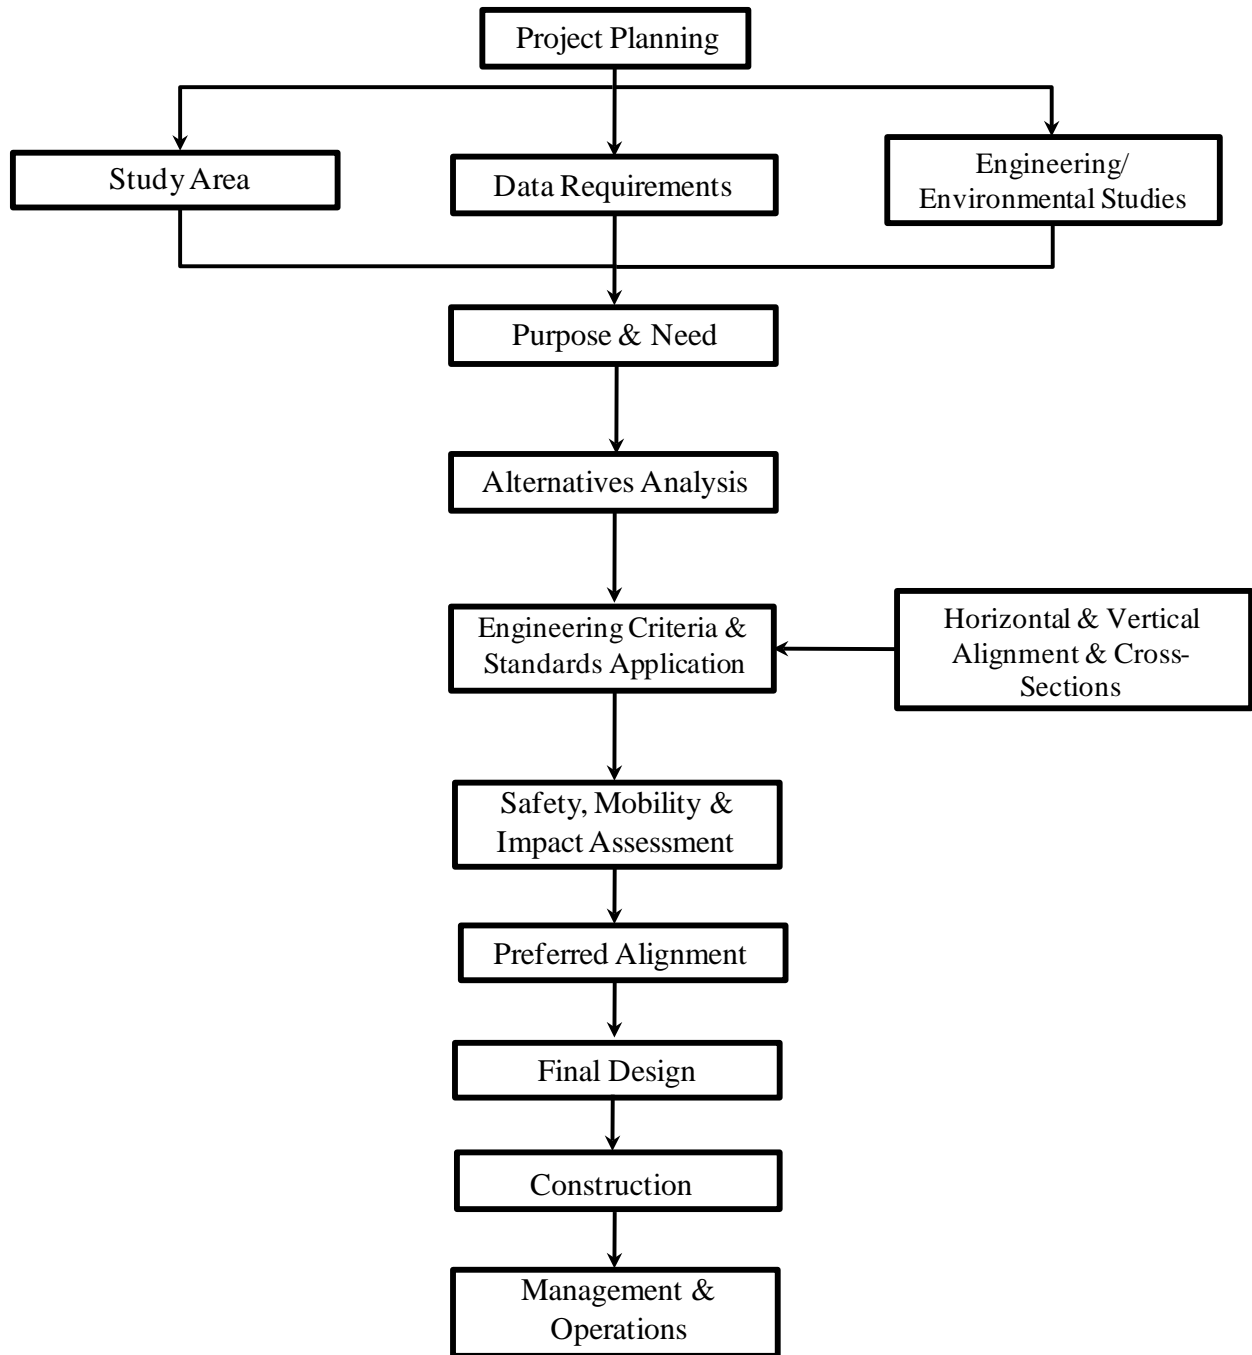 Project Planning
Study Area
Data Requirements
Engineering/
Environmental Studies
Purpose & Need
Alternatives Analysis
Engineering Criteria &
Standards Application
Horizontal & Vertical
Alignment & Cross-
Sections
Safety, Mobility &
Impact Assessment
Preferred Alignment
Final Design
Construction
Management &
Operations